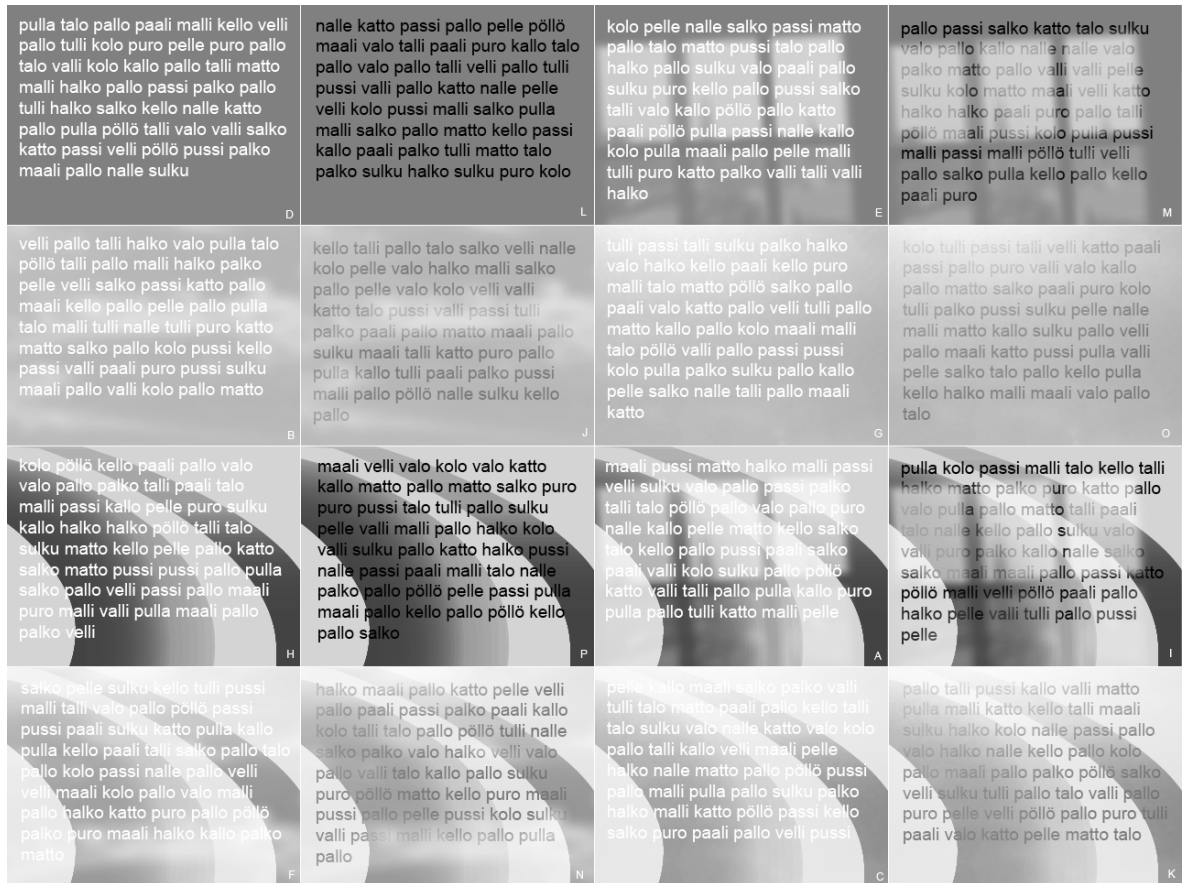 pulla talo pallo paali malli kello velli
pallo tulli kolo puro pelle puro pallo
talo valli kolo kallo pallo talli matto
malli halko pallo passi palko pallo
tulli halko salko kello nalle katto
pallo pulla pöllö talli valo valli salko
katto passi velli pöllö pussi palko
maali pallo nalle sulku
D
nalle katto passi pallo pelle pöllö
maali valo talli paali puro kallo talo
pallo valo pallo talli velli pallo tulli
pussi valli pallo katto nalle pelle
velli kolo pussi malli salko pulla
malli salko pallo matto kello passi
kallo paali palko tulli matto talo
palko sulku halko sulku puro kolo
L
kolo pelle nalle salko passi matto
pallo talo matto pussi talo pallo
halko pallo sulku valo paali pallo
sulku puro kello pallo pussi salko
talli valo kallo pöllö pallo katto
paali pöllö pulla passi nalle kallo
kolo pulla maali pallo pelle malli
tulli puro katto palko valli talli valli
halko
E
pallo passi salko katto talo sulku
valo pallo kallo nalle nalle valo
palko matto pallo valli valli pelle
sulku kolo matto maali velli katto
halko halko paali puro pallo talli
pöllö maali pussi kolo pulla pussi
malli passi malli pöllö tulli velli
pallo salko pulla kello pallo kello
paali puro
M
velli pallo talli halko valo pulla talo
pöllö talli pallo malli halko palko
pelle velli salko passi katto pallo
maali kello pallo pelle pallo pulla
talo malli tulli nalle tulli puro katto
matto salko pallo kolo pussi kello
passi valli paali puro pussi sulku
maali pallo valli kolo pallo matto
B
kello talli pallo talo salko velli nalle
kolo pelle valo halko malli salko
pallo pelle valo kolo velli valli
katto talo pussi valli passi tulli
palko paali pallo matto maali pallo
sulku maali talli katto puro pallo
pulla kallo tulli paali palko pussi
malli pallo pöllö nalle sulku kello
pallo
J
tulli passi talli sulku palko halko
valo halko kello paali kello puro
malli talo matto pöllö salko pallo
paali valo katto pallo velli tulli pallo
matto kallo pallo kolo maali malli
talo pöllö valli pallo passi pussi
kolo pulla palko sulku pallo kallo
pelle salko nalle talli pallo maali
katto
G
kolo tulli passi talli velli katto paali
passi pallo puro valli valo kallo
pallo matto salko paali puro kolo
tulli palko pussi sulku pelle nalle
malli matto kallo sulku pallo velli
pallo maali katto pussi pulla valli
pelle salko talo pallo kello pulla
kello halko malli maali valo pallo
talo
O
kolo pöllö kello paali pallo valo
valo pallo palko talli paali talo
malli passi kallo pelle puro sulku
kallo halko halko pöllö talli talo
sulku matto kello pelle pallo katto
salko matto pussi pussi pallo pulla
salko pallo velli passi pallo maali
puro malli valli pulla maali pallo
palko velli
H
maali velli valo kolo valo katto
kallo matto pallo matto salko puro
puro pussi talo tulli pallo sulku
pelle valli malli pallo halko kolo
valli sulku pallo katto halko pussi
nalle passi paali malli talo nalle
palko pallo pöllö pelle passi pulla
maali pallo kello pallo pöllö kello
pallo salko
P
maali pussi matto halko malli passi
velli sulku valo pallo passi palko
talli talo pöllö pallo valo pallo puro
nalle kallo pelle matto kello salko
talo kello pallo pussi paali salko
paali valli kolo sulku pallo pöllö
katto valli talli pallo pulla kallo puro
pulla pallo tulli katto malli pelle
A
pulla kolo passi malli talo kello talli
halko matto palko puro katto pallo
valo pulla pallo matto talli paali
talo nalle kello pallo sulku valo
valli puro palko kallo nalle salko
salko maali maali pallo passi katto
pöllö malli velli pöllö paali pallo
halko pelle valli tulli pallo pussi
pelle
I
salko pelle sulku kello tulli pussi
malli talli valo pallo pöllö passi
pussi paali sulku katto pulla kallo
pulla kello paali talli salko pallo talo
pallo kolo passi nalle pallo velli
velli maali kolo pallo valo malli
pallo halko katto puro pallo pöllö
palko puro maali halko kallo palko
matto
F
halko maali pallo katto pelle velli
pallo paali passi palko paali kallo
kolo talli talo pallo pöllö tulli nalle
salko palko valo halko velli valo
pallo valli talo kallo pallo sulku
puro pöllö matto kello puro maali
pussi pallo pelle pussi kolo sulku
valli passi malli kello pallo pulla
pallo
N
pelle kallo maali salko palko valli
tulli talo matto paali pallo kello talli
talo sulku valo nalle katto valo kolo
pallo talli kallo velli maali pelle
halko nalle matto pallo pöllö pussi
pallo malli pulla pallo sulku palko
halko malli katto pöllö passi kello
salko puro paali pallo velli pussi
C
pallo talli pussi kallo valli matto
pulla malli katto kello talli maali
sulku halko kolo nalle passi pallo
valo halko nalle kello pallo kolo
pallo maali pallo palko pöllö salko
velli sulku tulli pallo talo valli pallo
puro pelle velli pöllö pallo puro tulli
paali valo katto pelle matto talo
K